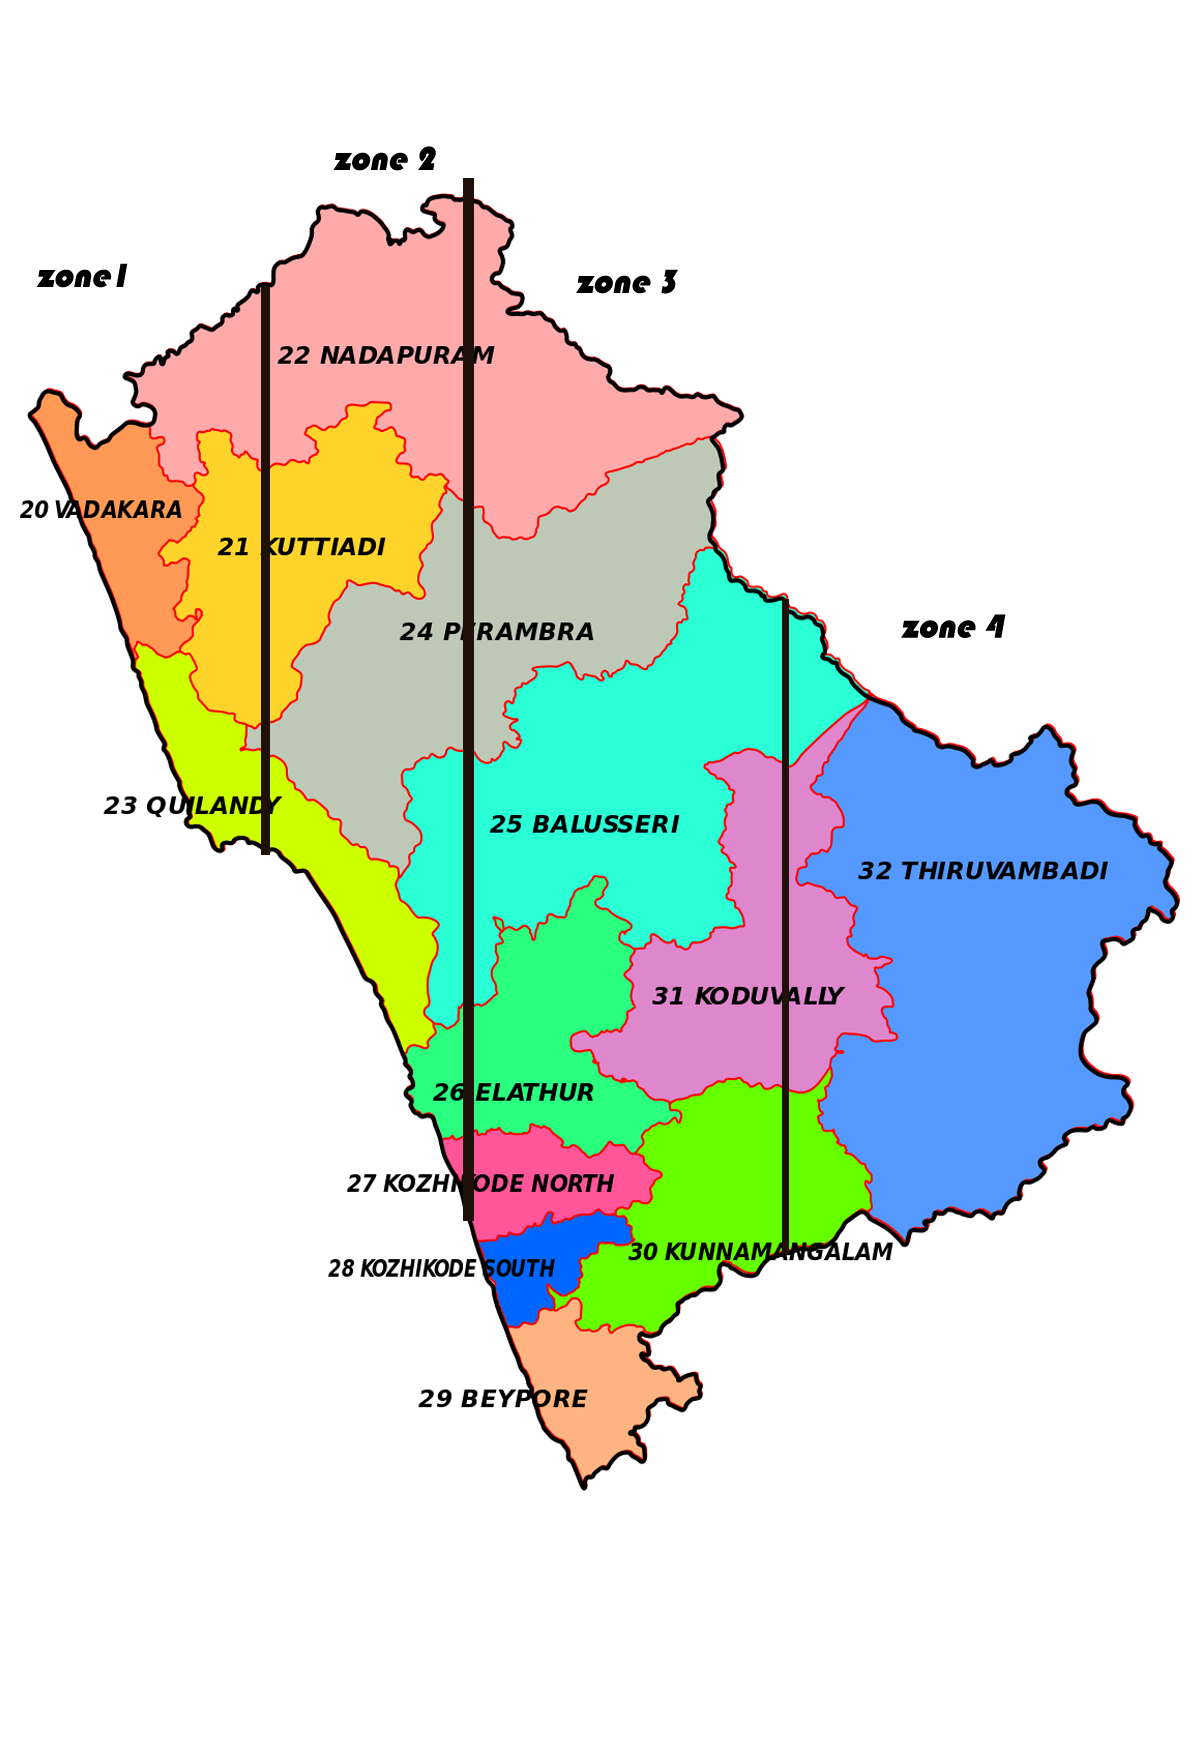 zone 2
zone1
zone 3
22 NADAPURAM
20 VADAKARA
21 KUTTIADI
zone 4
24 PERAMBRA
23 QUILANDY
25 BALUSSERI
32 THIRUVAMBADI
31 KODUVALLY
26 ELATHUR
27 KOZHIKODE NORTH
30 KUNNAMANGALAM
28 KOZHIKODE SOUTH
29 BEYPORE